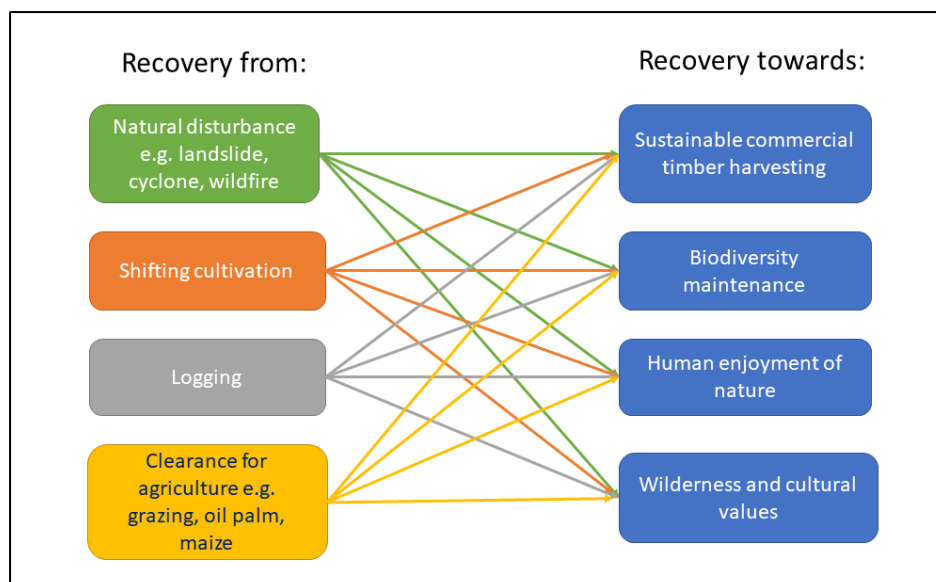 Recovery from:
Recovery towards:
Natural disturbance
e.g. landslide,
cyclone, wildfire
Sustainable commercial
timber harvesting
Shifting cultivation
Biodiversity
maintenance
Logging
Human enjoyment of
nature
Clearance for
agriculture e.g.
grazing, oil palm,
maize
Wilderness and cultural
values